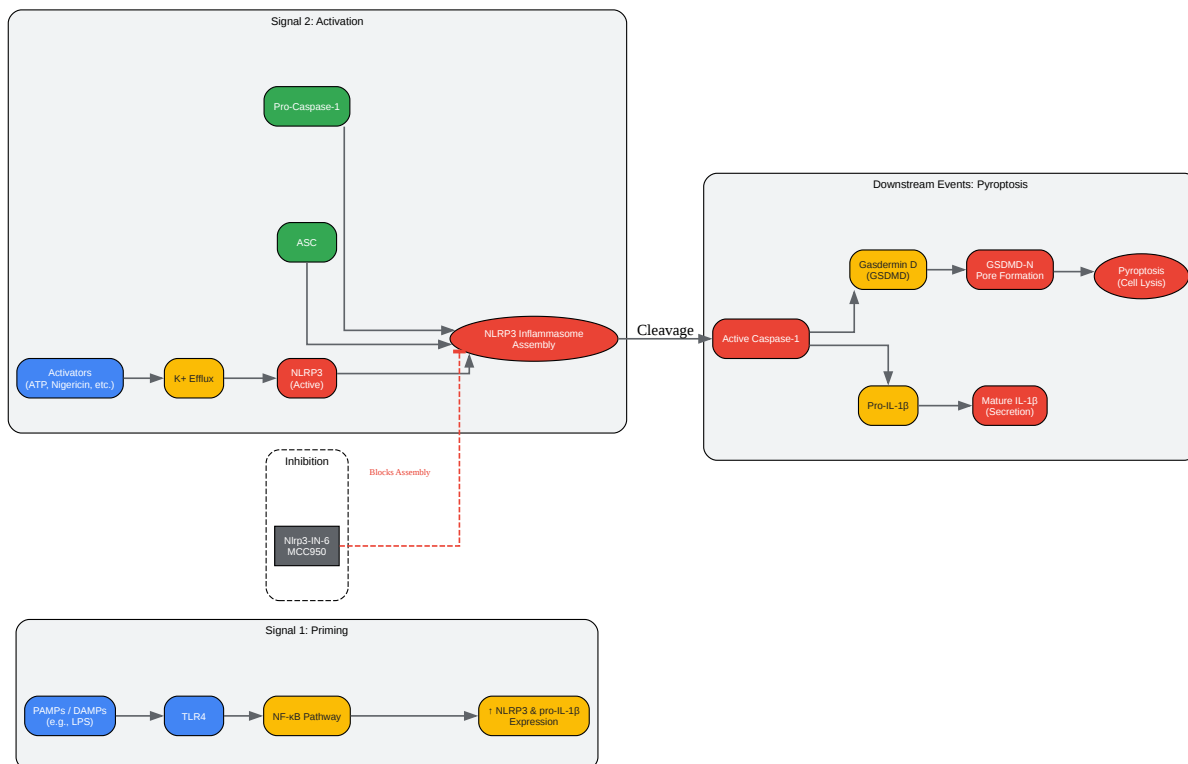 Signal 2: Activation
Pro-Caspase-1
ASC
NLRP3 Inflammasome
Assembly
Activators
(ATP, Nigericin, etc.)
K+ Efflux
NLRP3
(Active)
Cleavage
Downstream Events: Pyroptosis
Gasdermin D
(GSDMD)
GSDMD-N
Pore Formation
Pyroptosis
(Cell Lysis)
Active Caspase-1
Pro-IL-1β
Mature IL-1β
(Secretion)
Inhibition
Blocks Assembly
Nlrp3-IN-6
MCC950
Signal 1: Priming
PAMPs / DAMPs
(e.g., LPS)
TLR4
NF-κB Pathway
↑ NLRP3 & pro-IL-1β
Expression